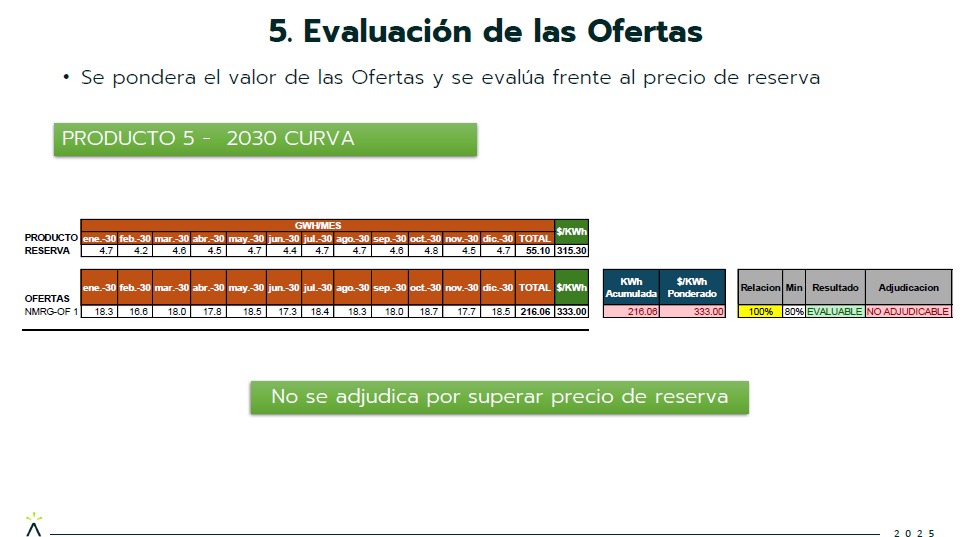 5. Evaluación de las Ofertas
• Se pondera el valor de las Ofertas y se evalúa frente al precio de reserva
PRODUCTO 5 - 2030 CURVA
GWH/MES $/KWh
PRODUCTO ene.-30 feb.-30 mar.-30 abr.-30 may.-30 jun.-30 jul.-30 ago.-30 sep.-30 oct.-30 nov.-30 dic.-30 TOTAL
RESERVA 4.7 4.2 4.6 4.5 4.7 4.4 4.7 4.7 4.6 4.8 4.5 4.7 55.10 315.30
OFERTAS ene.-30 feb.-30 mar.-30 abr.-30 may.-30 jun.-30 jul.-30 ago.-30 sep.-30 oct.-30 nov.-30 dic.-30 TOTAL $/KWh KWh Acumulada $/KWh Ponderado Relacion Min Resultado Adjudicacion
NMRG-OF 1 18.3 16.6 18.0 17.8 18.5 17.3 18.4 18.3 18.0 18.7 17.7 18.5 216.06 333.00 216.06 333.00 100% 80% EVALUABLE NO ADJUDICABLE
No se adjudica por superar precio de reserva
2025